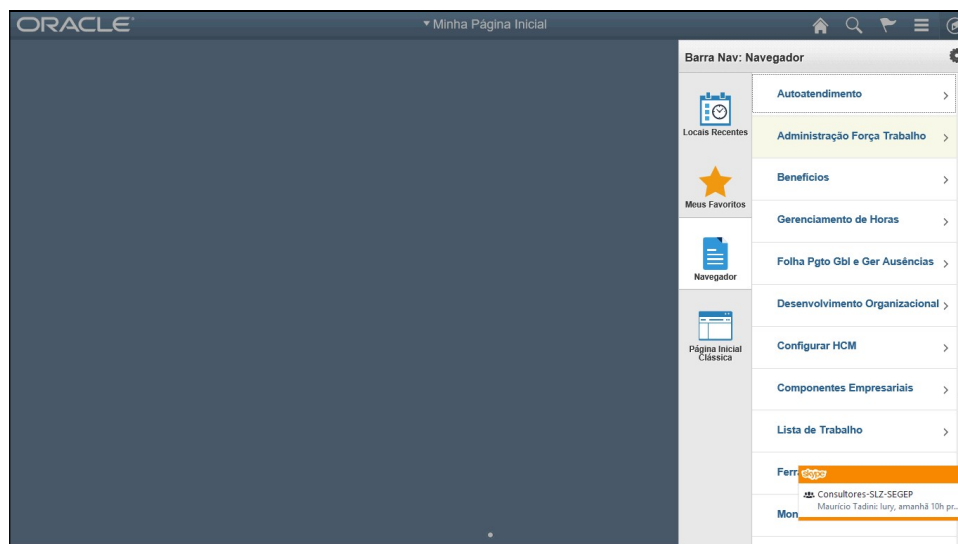 ORACLE
Minha Página Inicial
Barra Nav: Navegador
Locais Recentes
Meus Favoritos
Navegador
Página Inicial
Clássica
Autoatendimento
Administração Força Trabalho
Benefícios
Gerenciamento de Horas
Folha Pgto Gbl e Ger Ausências
Desenvolvimento Organizacional
Configurar HCM
Componentes Empresariais
Lista de Trabalho
Ferr
skype
Consultores-SLZ-SEGEP
Maurício Tadini: Iury, amanhã 10h pr...
Mon